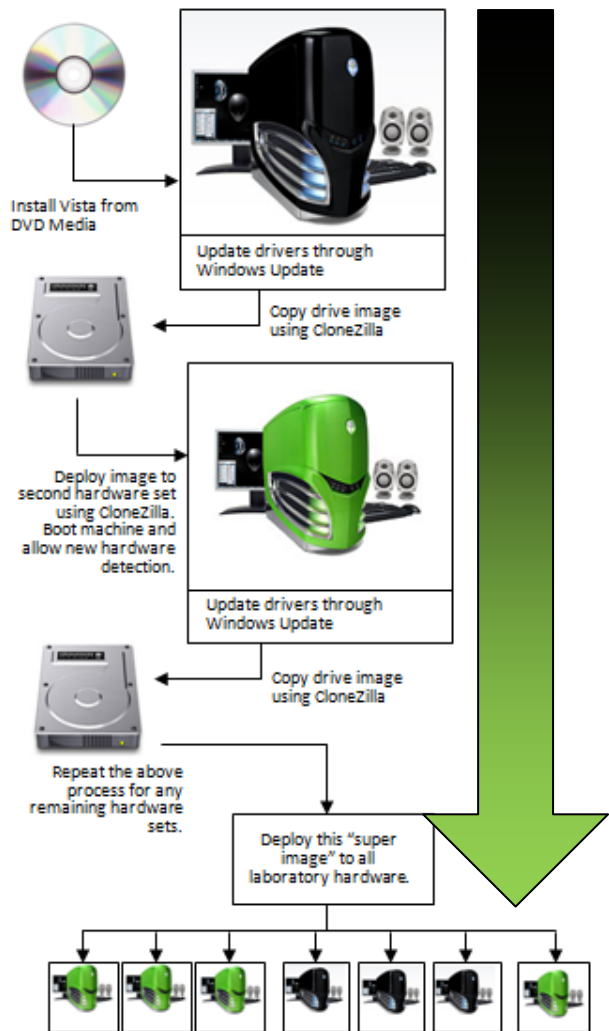 Install Vista from
DVD Media
Update drivers through
Windows Update
Copy drive image
using CloneZilla
Deploy image to
second hardware set
using CloneZilla.
Boot machine and
allow new hardware
detection.
Update drivers through
Windows Update
Copy drive image
using CloneZilla
Repeat the above
process for any
remaining hardware
sets.
Deploy this “super
image” to all
laboratory hardware.